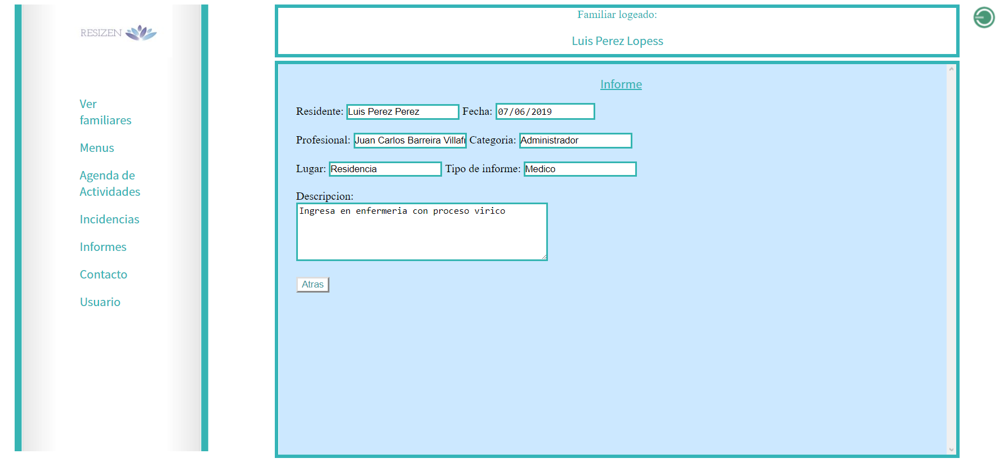 RESIZEN
Ver
familiares
Menus
Agenda de
Actividades
Incidencias
Informes
Contacto
Usuario
Familiar logeado:
Luis Perez Lopess
Informe
Residente: Luis Perez Perez Fecha: 07/06/2019
Profesional: Juan Carlos Barreira Villafr Categoria: Administrador
Lugar: Residencia Tipo de informe: Medico
Descripcion:
Ingresa en enfermeria con proceso virico
Atras